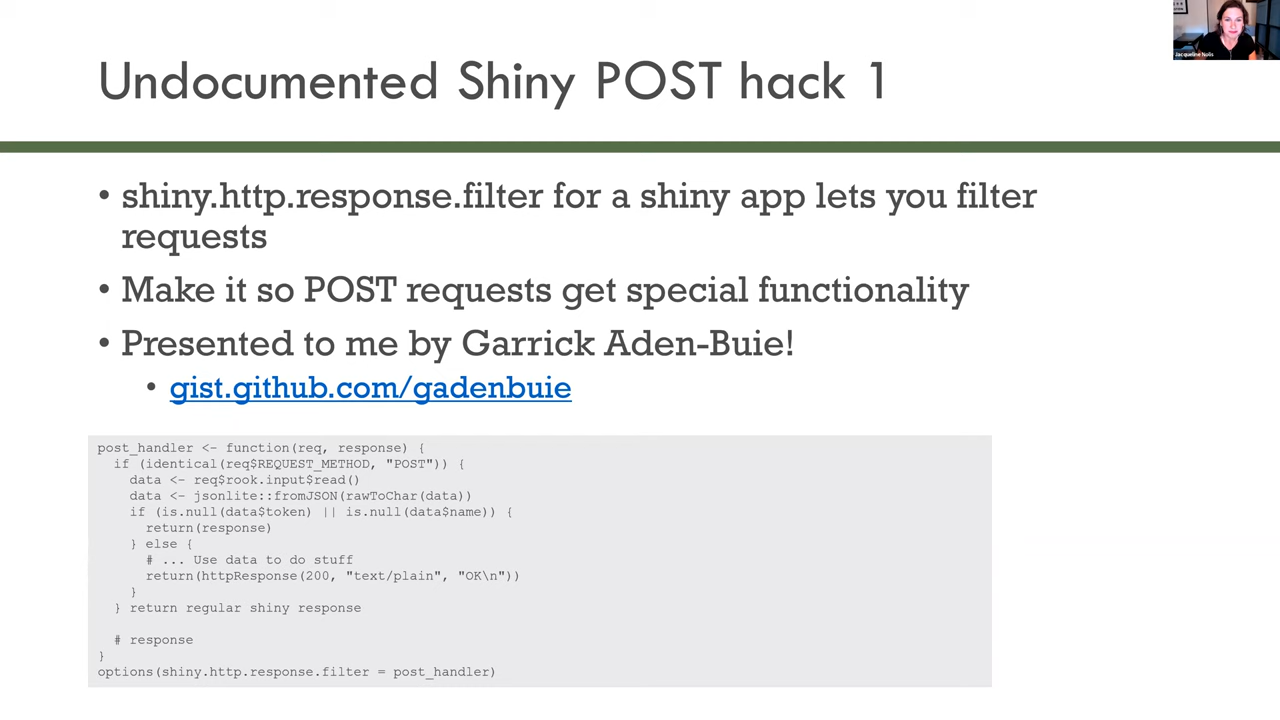 Undocumented Shiny POST hack 1
Jacqueline Nolis
• shiny.http.response.filter for a shiny app lets you filter
requests
• Make it so POST requests get special functionality
• Presented to me by Garrick Aden-Buie!
• gist.github.com/gadenbuie
post_handler <- function(req, response) {
  if (identical(req$REQUEST_METHOD, "POST")) {
    data <- req$rook.input$read()
    data <- jsonlite::fromJSON(rawToChar(data))
    if (is.null(data$token) || is.null(data$name)) {
      return(response)
    } else {
      # ... Use data to do stuff
      return(httpResponse(200, "text/plain", "OK\n"))
    }
  } return regular shiny response
  # response
}
options(shiny.http.response.filter = post_handler)